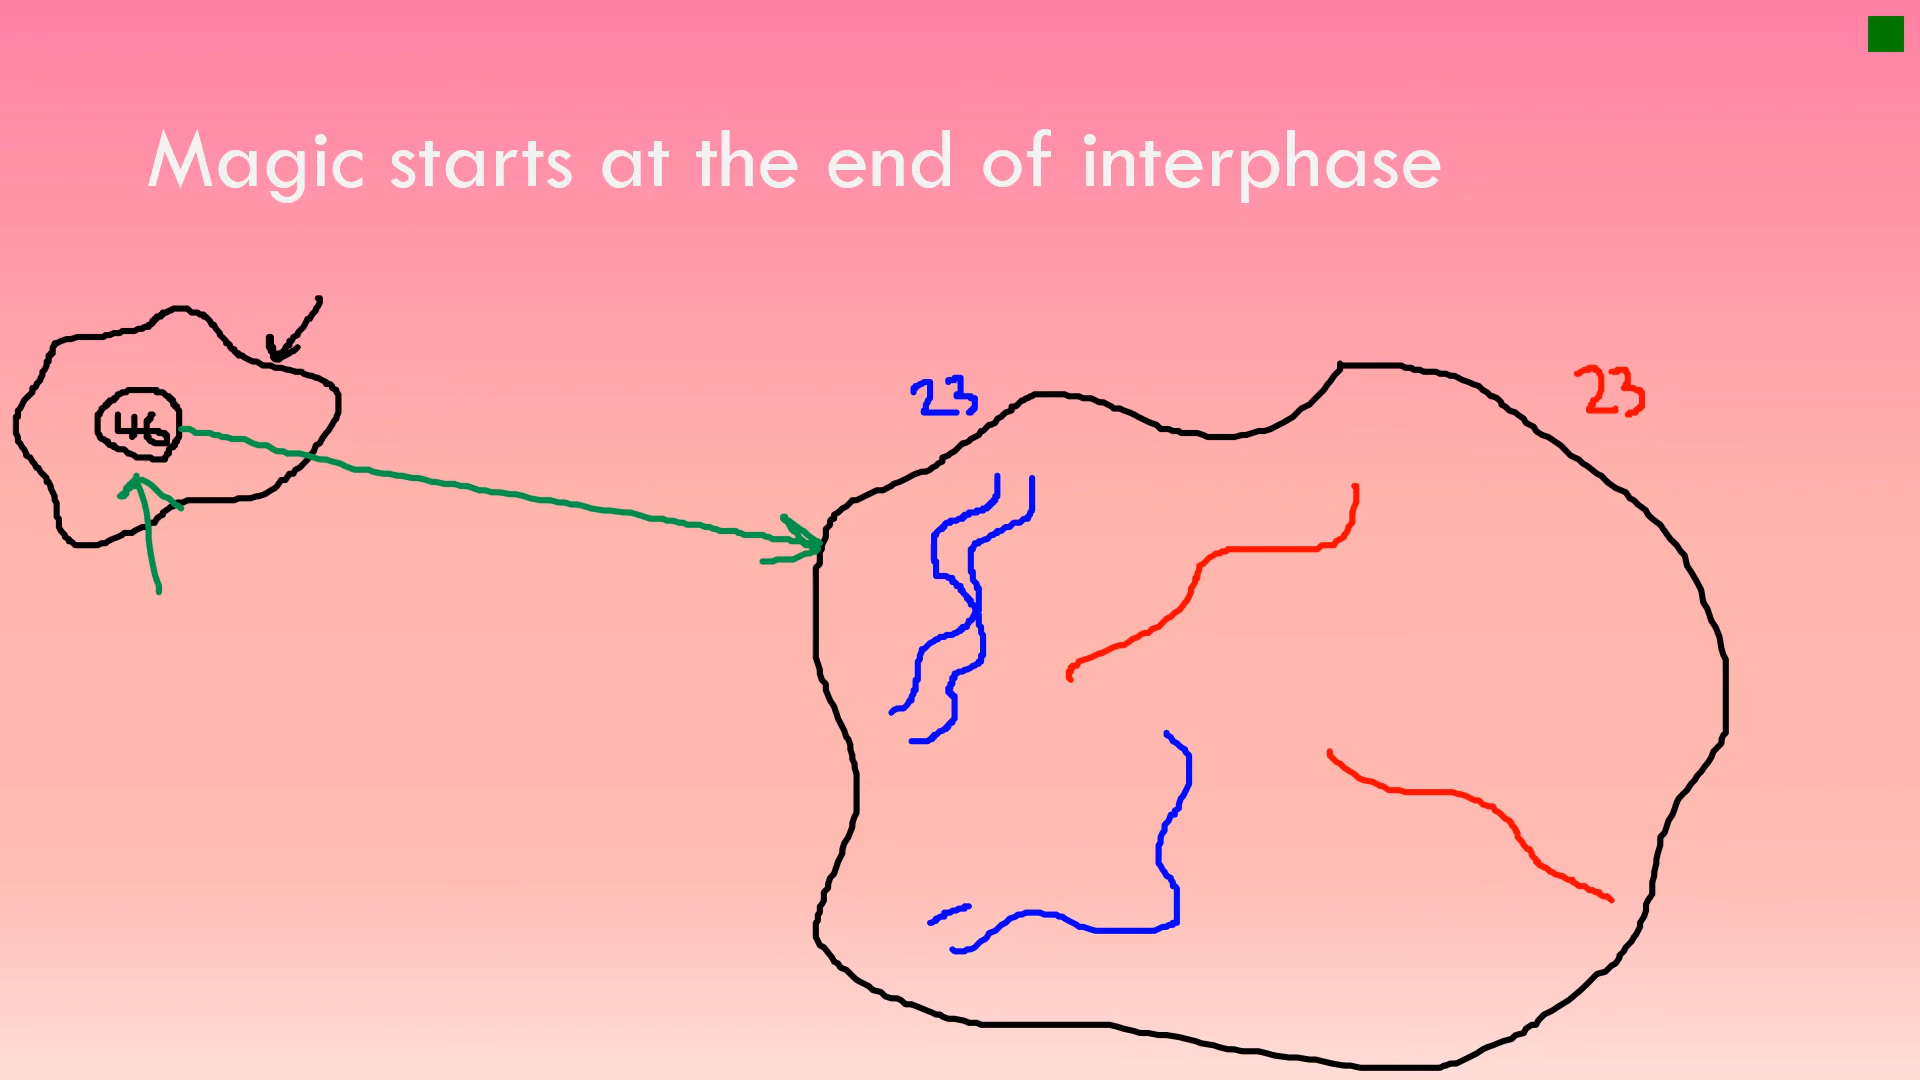 Magic starts at the end of interphase
46
23
23